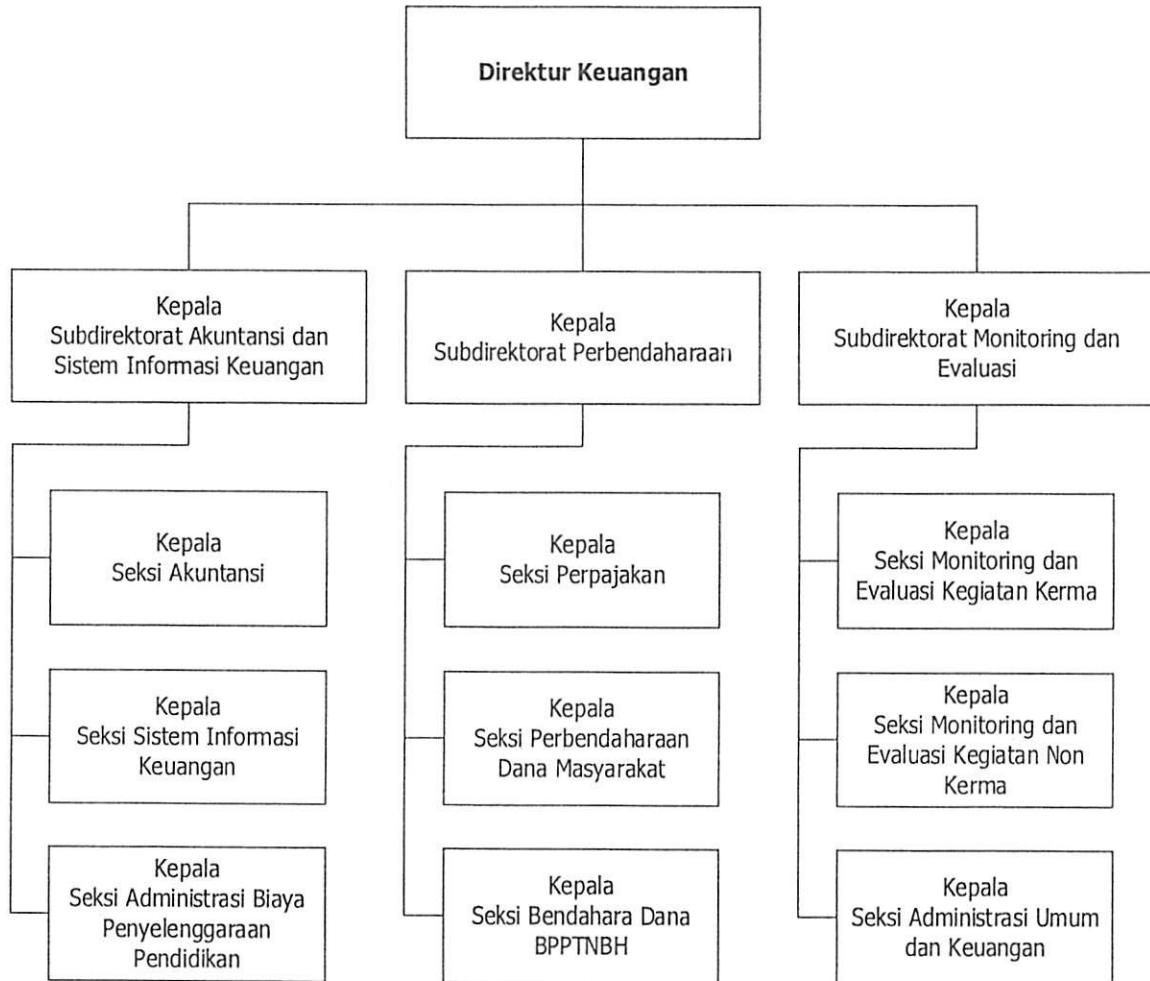 Direktur Keuangan
Kepala
Subdirektorat Akuntansi dan
Sistem Informasi Keuangan
Kepala
Subdirektorat Perbendaharaan
Kepala
Subdirektorat Monitoring dan
Evaluasi
Kepala
Seksi Akuntansi
Kepala
Seksi Perpajakan
Kepala
Seksi Monitoring dan
Evaluasi Kegiatan Kerma
Kepala
Seksi Sistem Informasi
Keuangan
Kepala
Seksi Perbendaharaan
Dana Masyarakat
Kepala
Seksi Monitoring dan
Evaluasi Kegiatan Non
Kerma
Kepala
Seksi Administrasi Biaya
Penyelenggaraan
Pendidikan
Kepala
Seksi Bendahara Dana
BPPTNBH
Kepala
Seksi Administrasi Umum
dan Keuangan